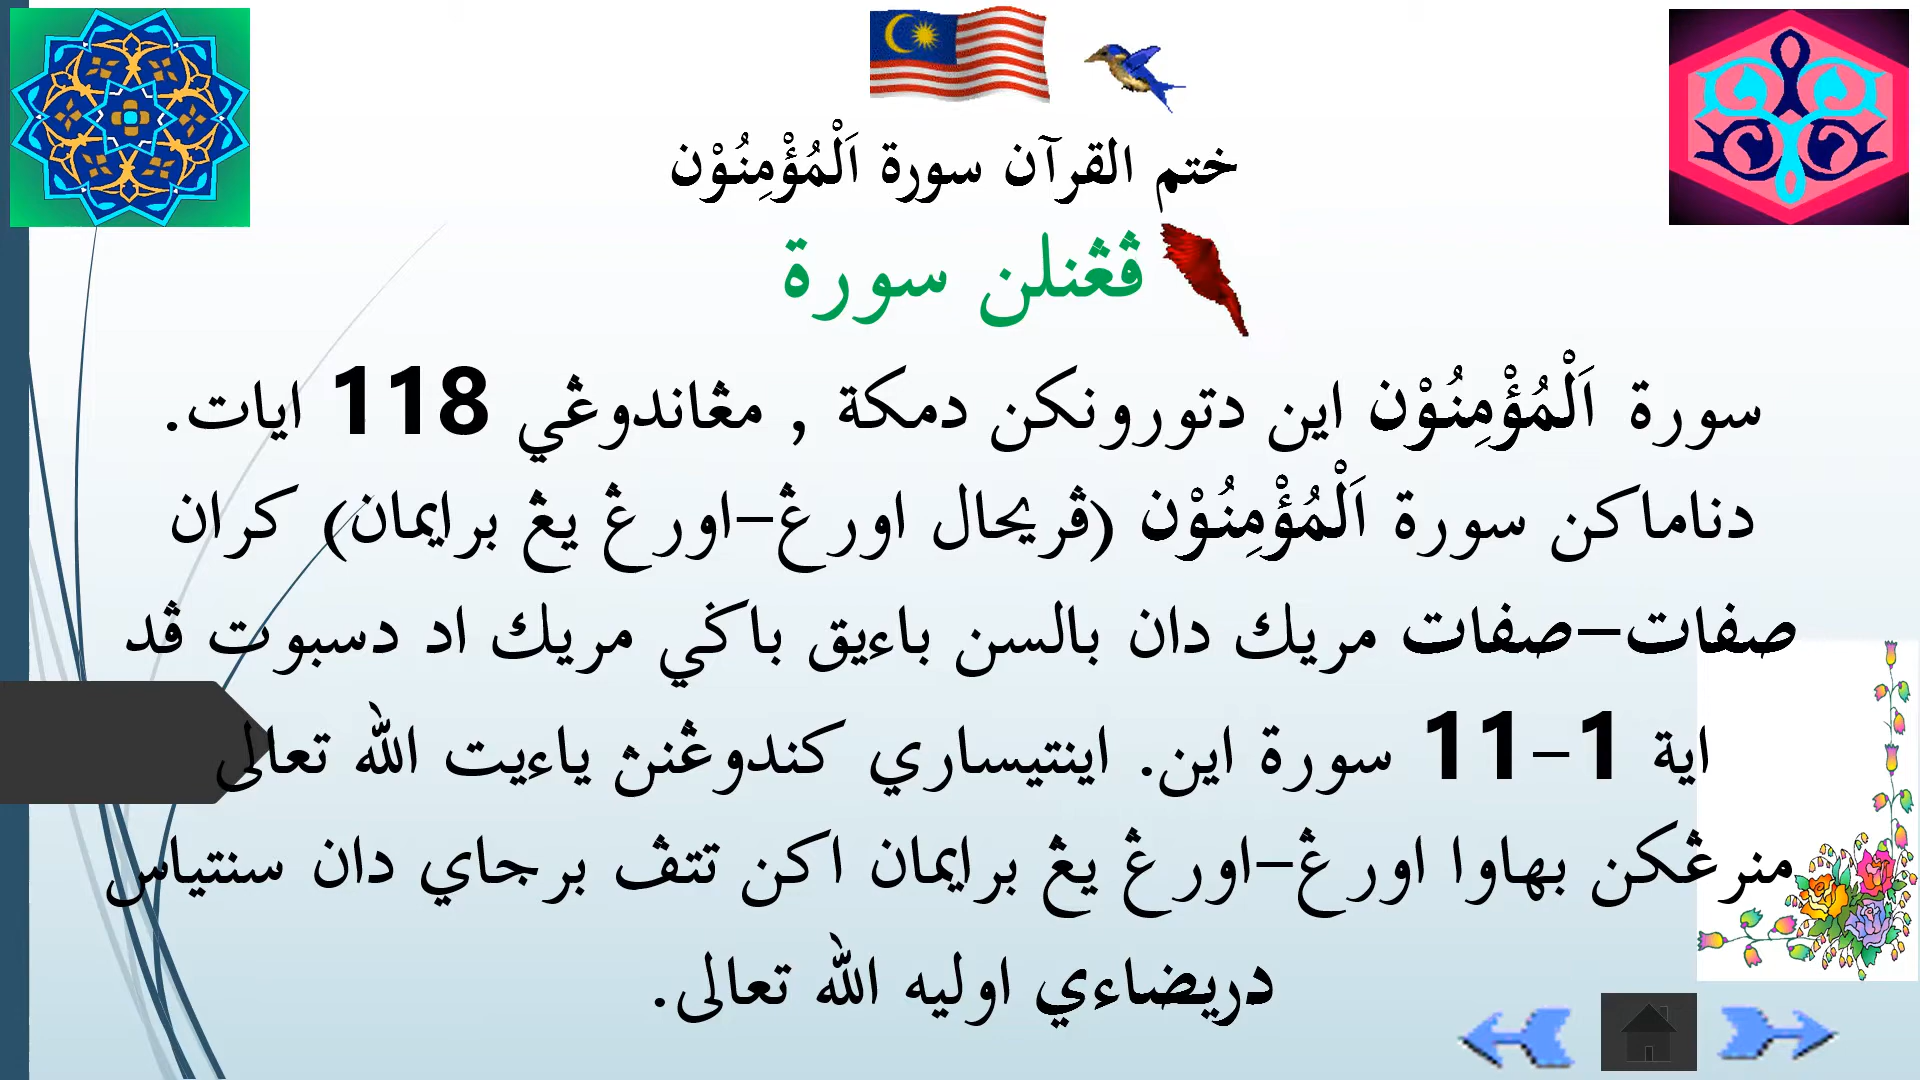 ختم القرآن سورة اَلْمُؤْمِنُوْن
ڤڠنلن سورة
سورة اَلْمُؤْمِنُوْن اين دتورونكن دمكة , مڠاندوڠي 118 ايات.
دناماكن سورة اَلْمُؤْمِنُوْن (ڤريحال اورڠ-اورڠ يڠ برايمان) كران
صفات-صفات مريك دان بالسن باءيق باݢي مريك اد دسبوت ڤد
اية 1-11 سورة اين. اينتيساري كندوڠنڽ ياءيت الله تعالى
منرڠكن بهاوا اورڠ-اورڠ يڠ برايمان اكن تتڤ برجاي دان سنتياس
دريضاءي اوليه الله تعالى.